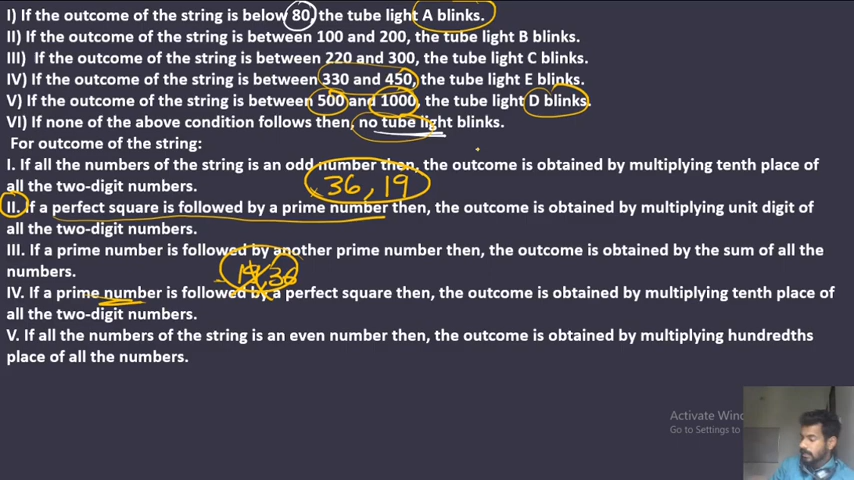 I) If the outcome of the string is below 80, the tube light A blinks.
II) If the outcome of the string is between 100 and 200, the tube light B blinks.
III) If the outcome of the string is between 220 and 300, the tube light C blinks.
IV) If the outcome of the string is between 330 and 450, the tube light E blinks.
V) If the outcome of the string is between 500 and 1000, the tube light D blinks.
VI) If none of the above condition follows then, no tube light blinks.
For outcome of the string:
I. If all the numbers of the string is an odd number then, the outcome is obtained by multiplying tenth place of
all the two-digit numbers.
36, 19
II. If a perfect square is followed by a prime number then, the outcome is obtained by multiplying unit digit of
all the two-digit numbers.
III. If a prime number is followed by another prime number then, the outcome is obtained by the sum of all the
numbers.
19, 36
IV. If a prime number is followed by a perfect square then, the outcome is obtained by multiplying tenth place of
all the two-digit numbers.
V. If all the numbers of the string is an even number then, the outcome is obtained by multiplying hundredths
place of all the numbers.
Activate Wind
Go to Settings to